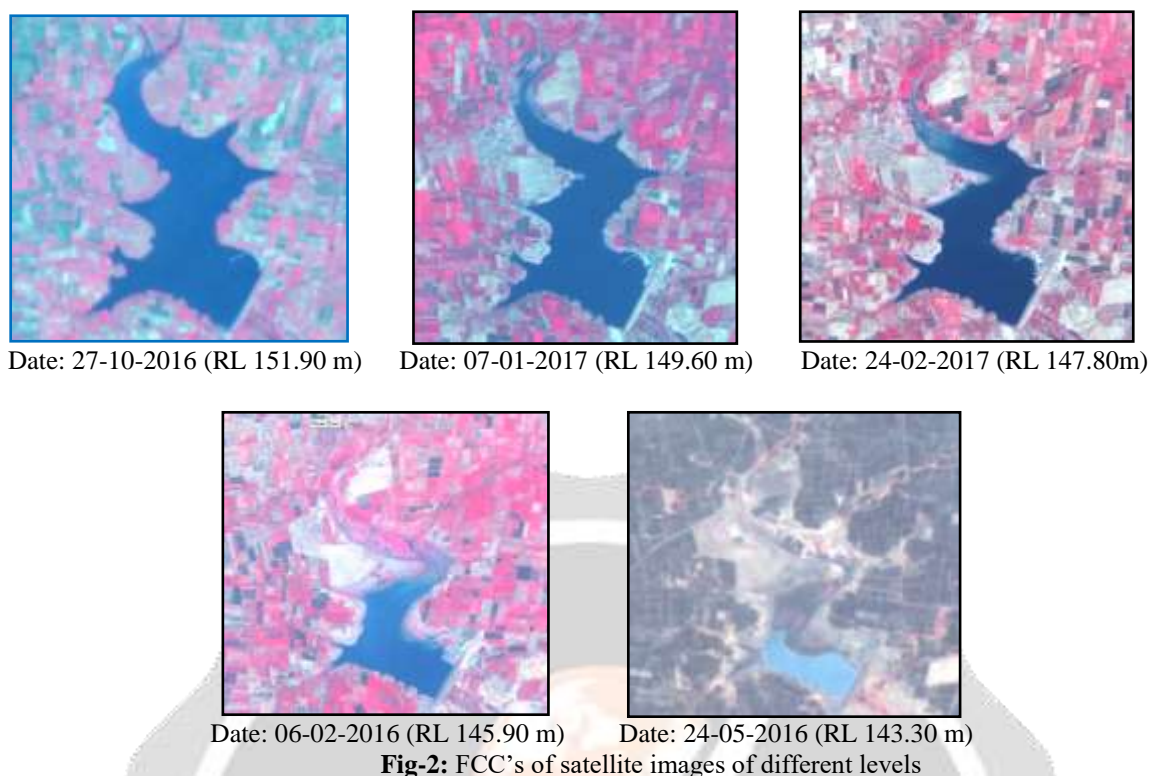 Date: 27-10-2016 (RL 151.90 m)
Date: 07-01-2017 (RL 149.60 m)
Date: 24-02-2017 (RL 147.80m)
Date: 06-02-2016 (RL 145.90 m)
Date: 24-05-2016 (RL 143.30 m)
Fig-2: FCC's of satellite images of different levels